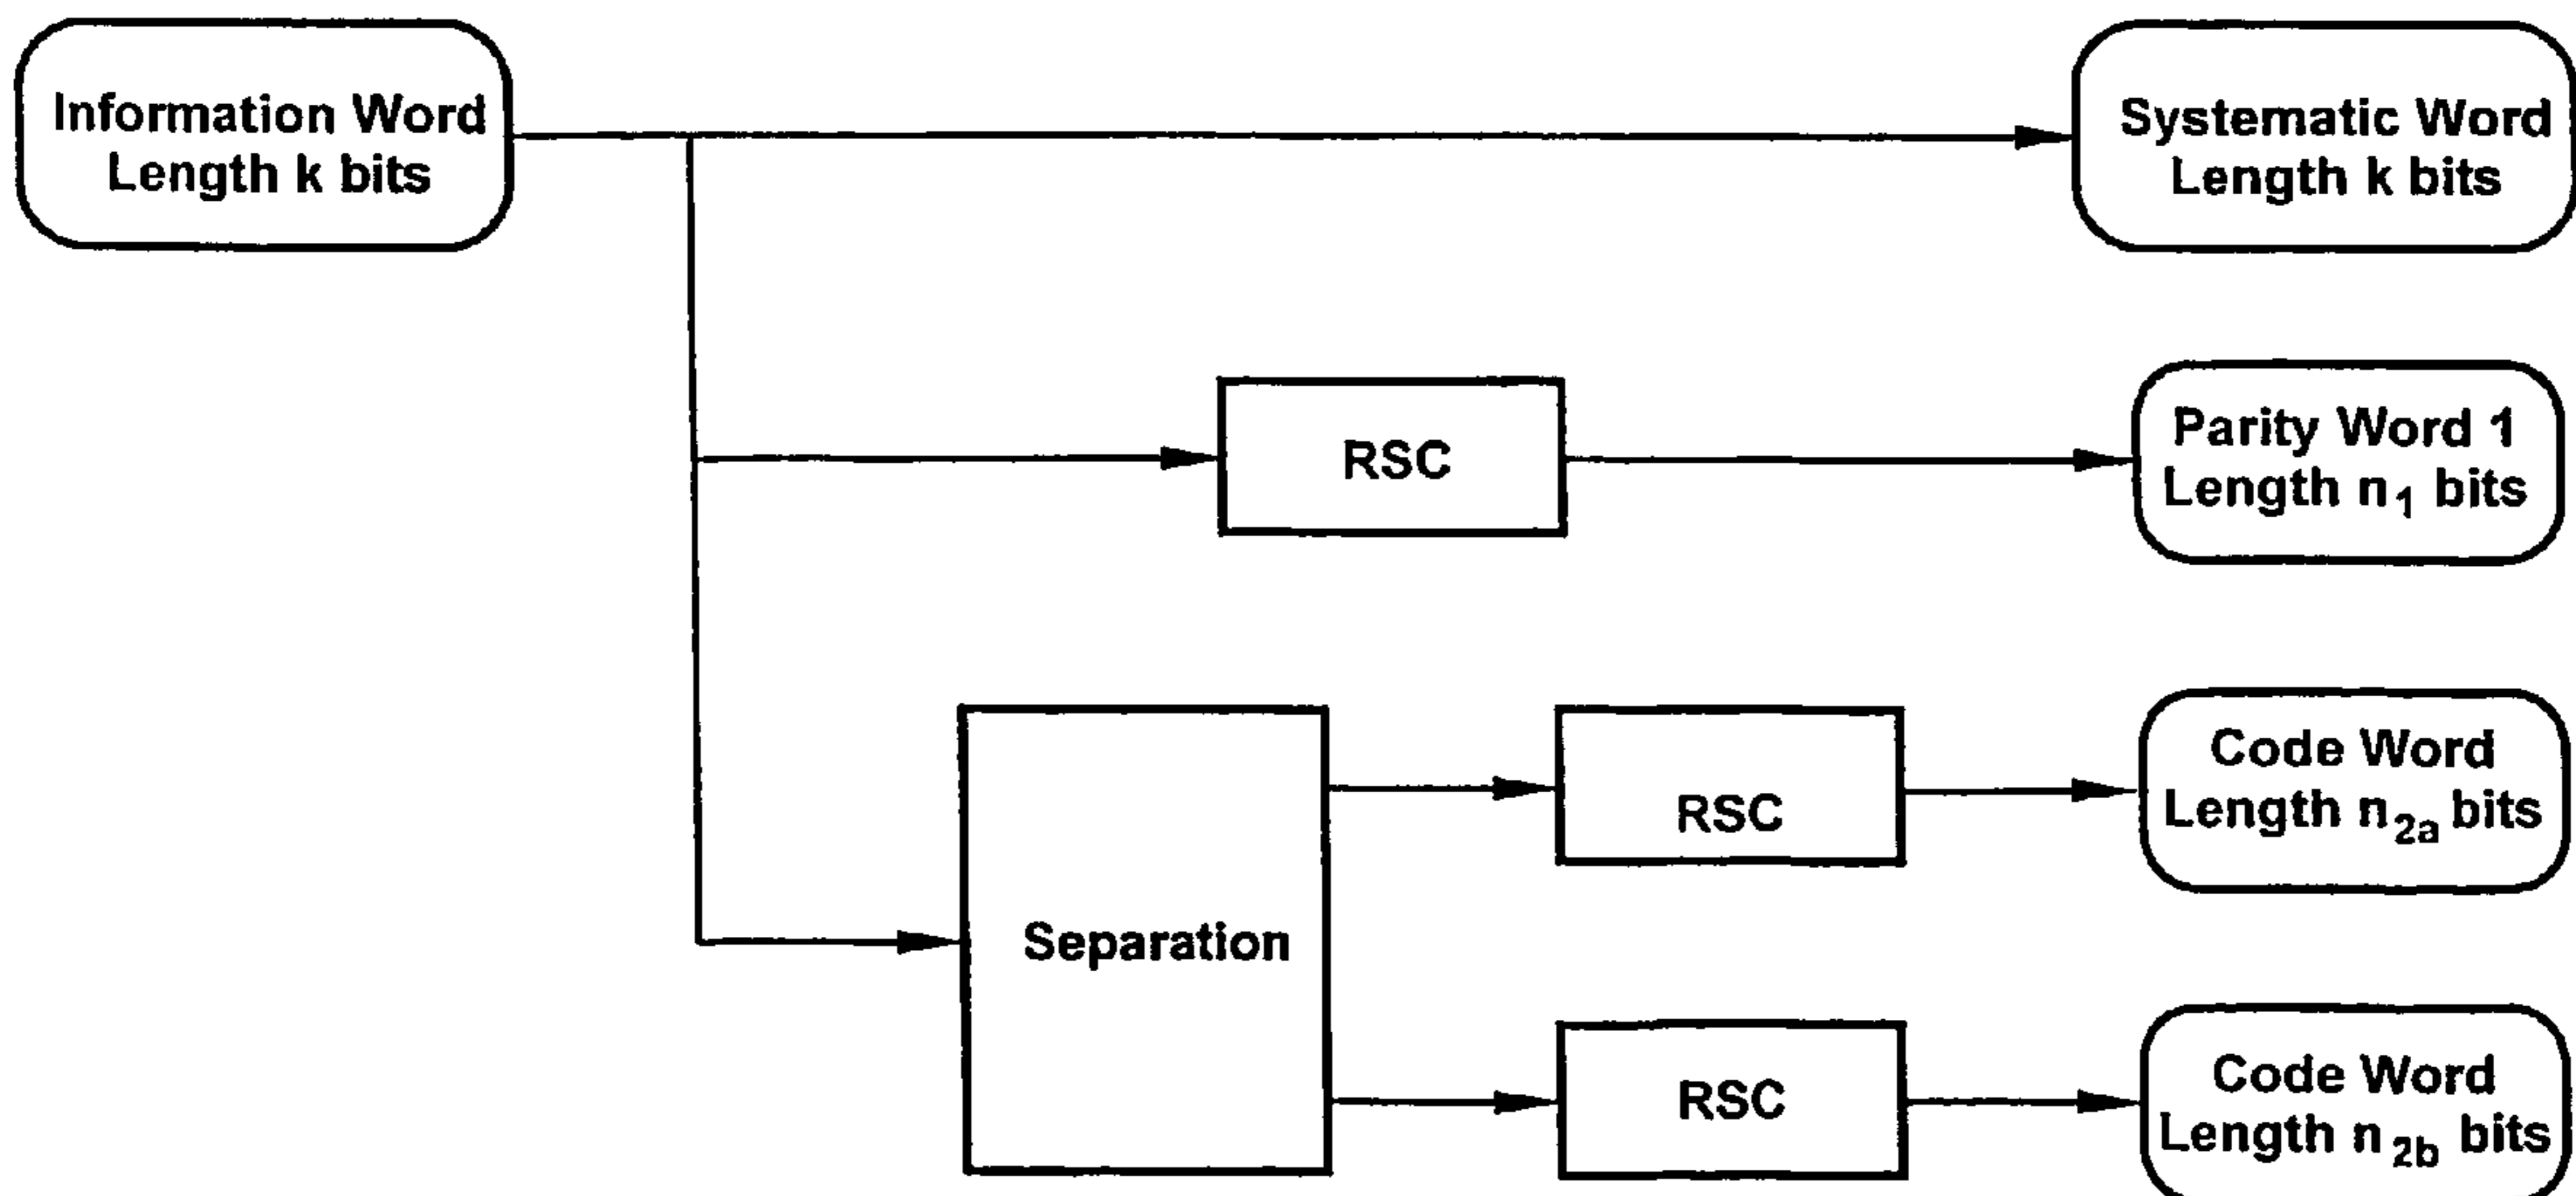 Information Word
Length k bits
Systematic Word
Length k bits
RSC
Parity Word 1
Length n₁ bits
Separation
RSC
Code Word
Length n₂ₐ bits
RSC
Code Word
Length n_2b bits